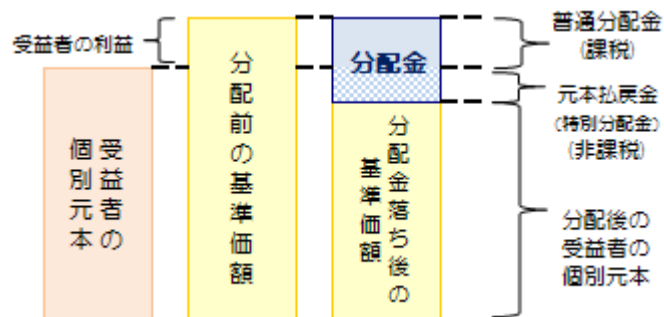 受益者の利益
受益者の
個別元本
分配前の基準価額
分配金
分配金落ち後の
基準価額
普通分配金
(課税)
元本払戻金
(特別分配金)
(非課税)
分配後の
受益者の
個別元本